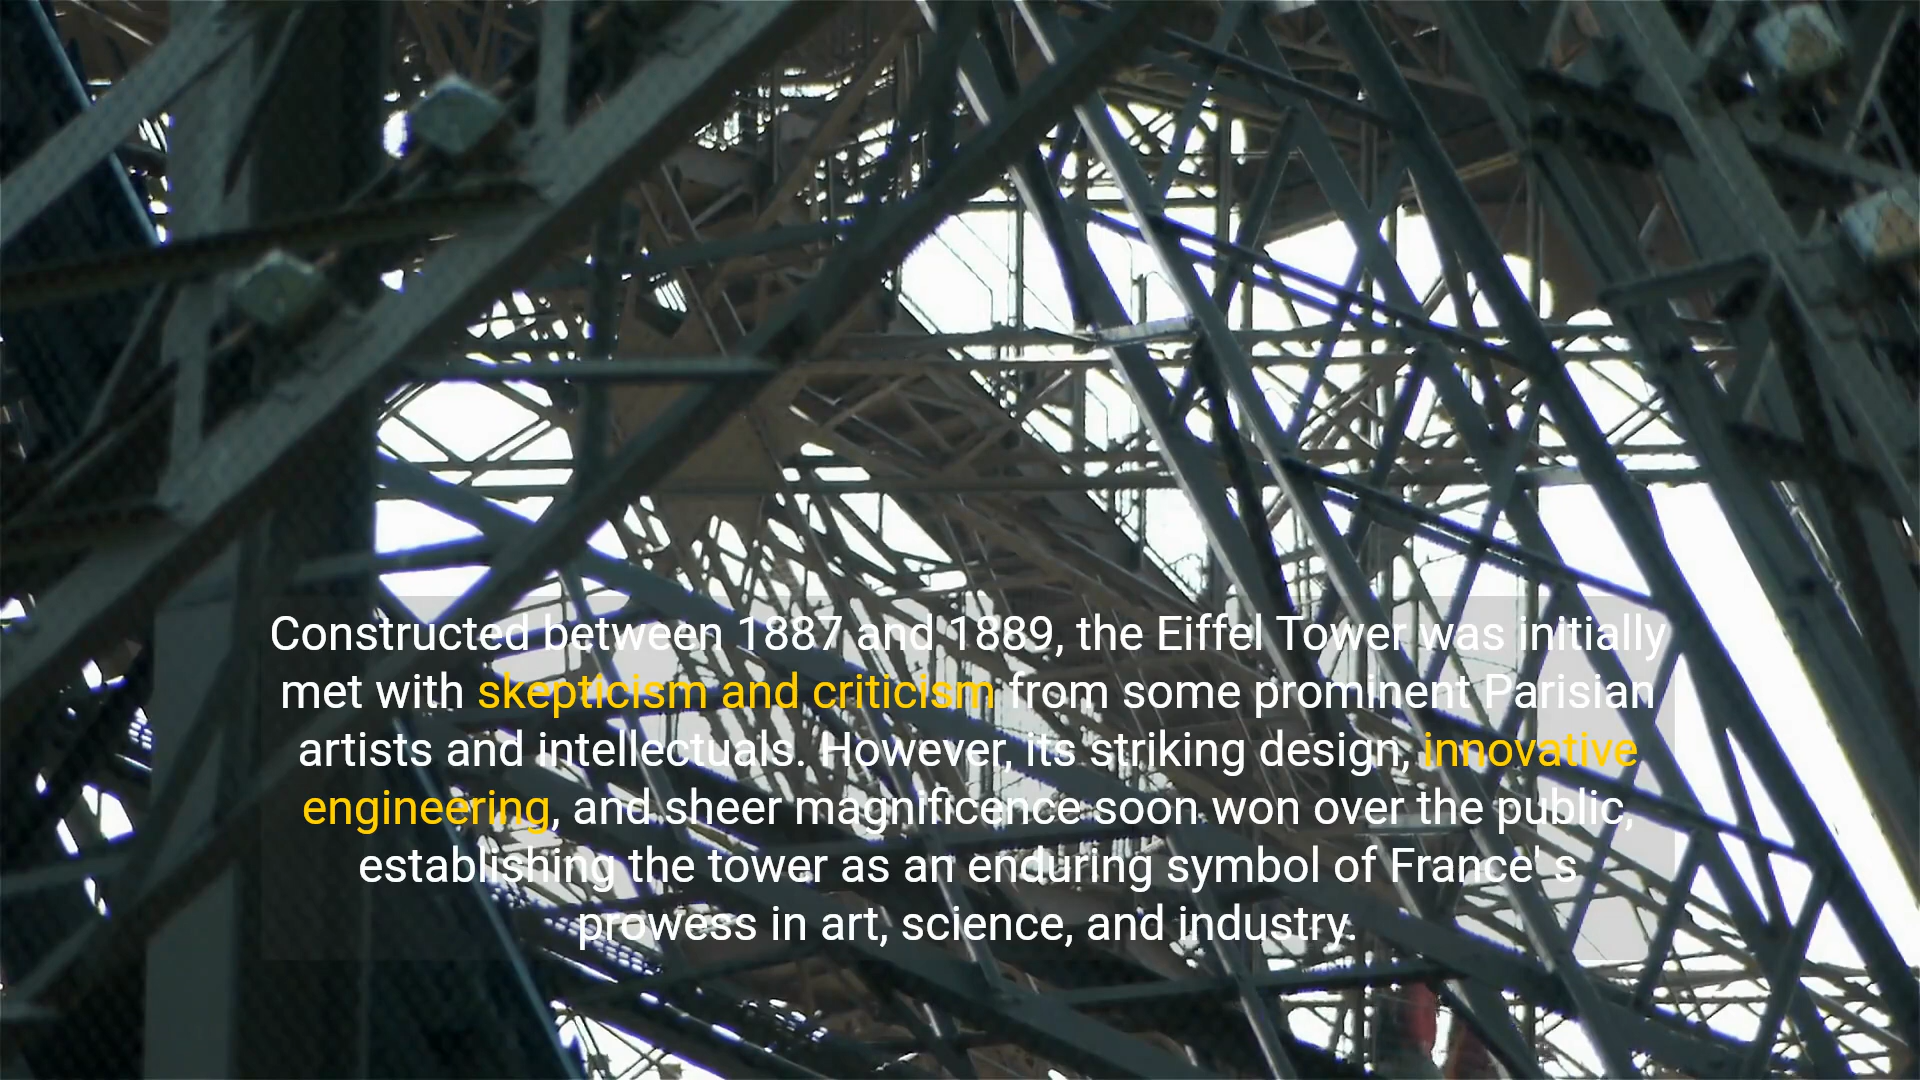 Constructed between 1887 and 1889, the Eiffel Tower was initially
met with skepticism and criticism from some prominent Parisian
artists and intellectuals. However, its striking design, innovative
engineering, and sheer magnificence soon won over the public,
establishing the tower as an enduring symbol of France' s
prowess in art, science, and industry.